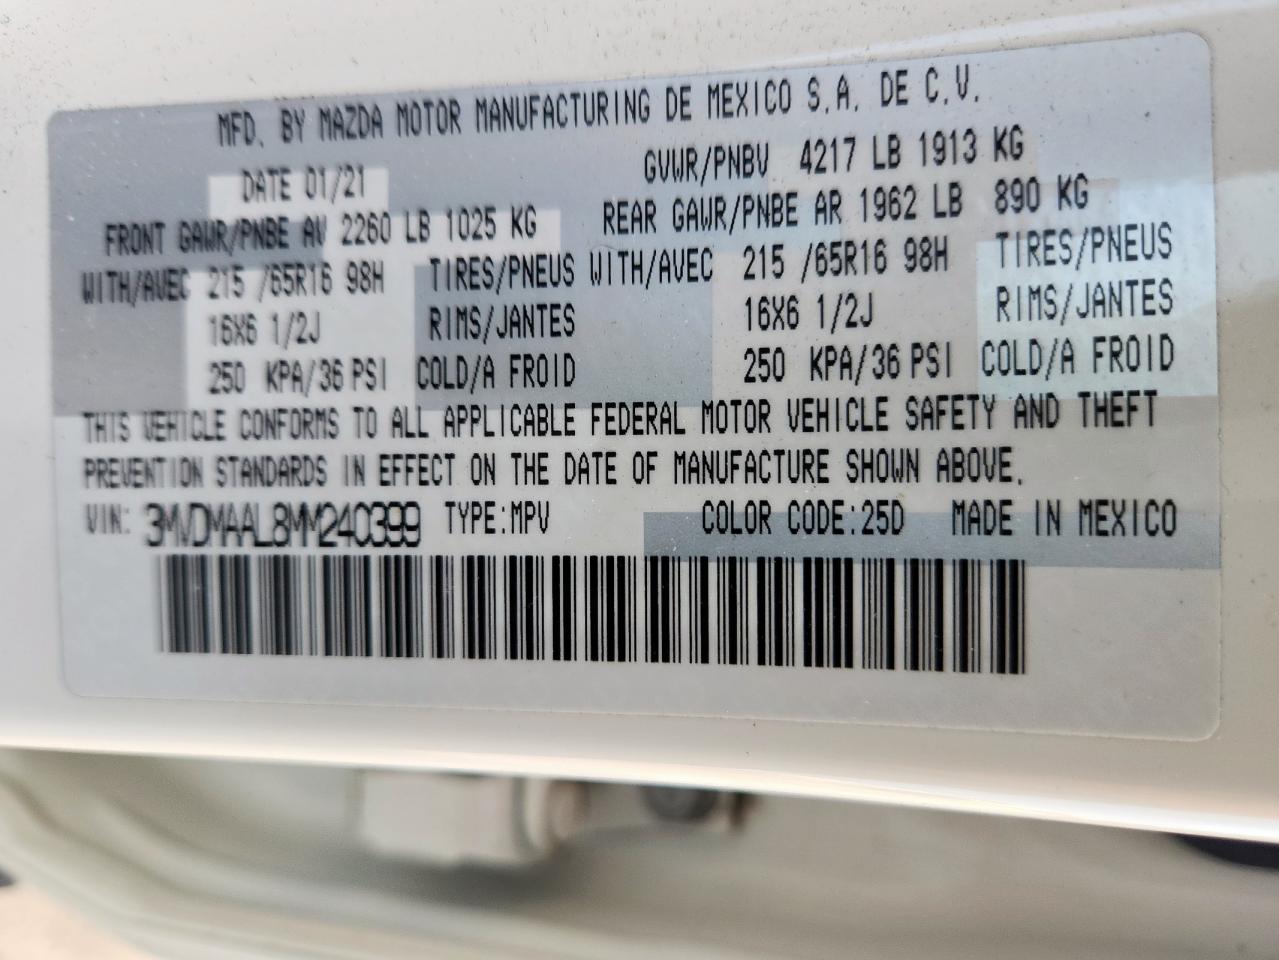 MFD. BY MAZDA MOTOR MANUFACTURING DE MEXICO S.A. DE C.V.
DATE 01/21 GVWR/PNBV 4217 LB 1913 KG
FRONT GAWR/PNBE AV 2260 LB 1025 KG REAR GAWR/PNBE AR 1962 LB 890 KG
WITH/AVEC 215 /65R16 98H TIRES/PNEUS WITH/AVEC 215 /65R16 98H TIRES/PNEUS
16X6 1/2J RIMS/JANTES 16X6 1/2J RIMS/JANTES
250 KPA/36 PSI COLD/A FROID 250 KPA/36 PSI COLD/A FROID
THIS VEHICLE CONFORMS TO ALL APPLICABLE FEDERAL MOTOR VEHICLE SAFETY AND THEFT
PREVENTION STANDARDS IN EFFECT ON THE DATE OF MANUFACTURE SHOWN ABOVE.
VIN: 3MVDMAAL8MM240399 TYPE:MPV COLOR CODE:25D MADE IN MEXICO